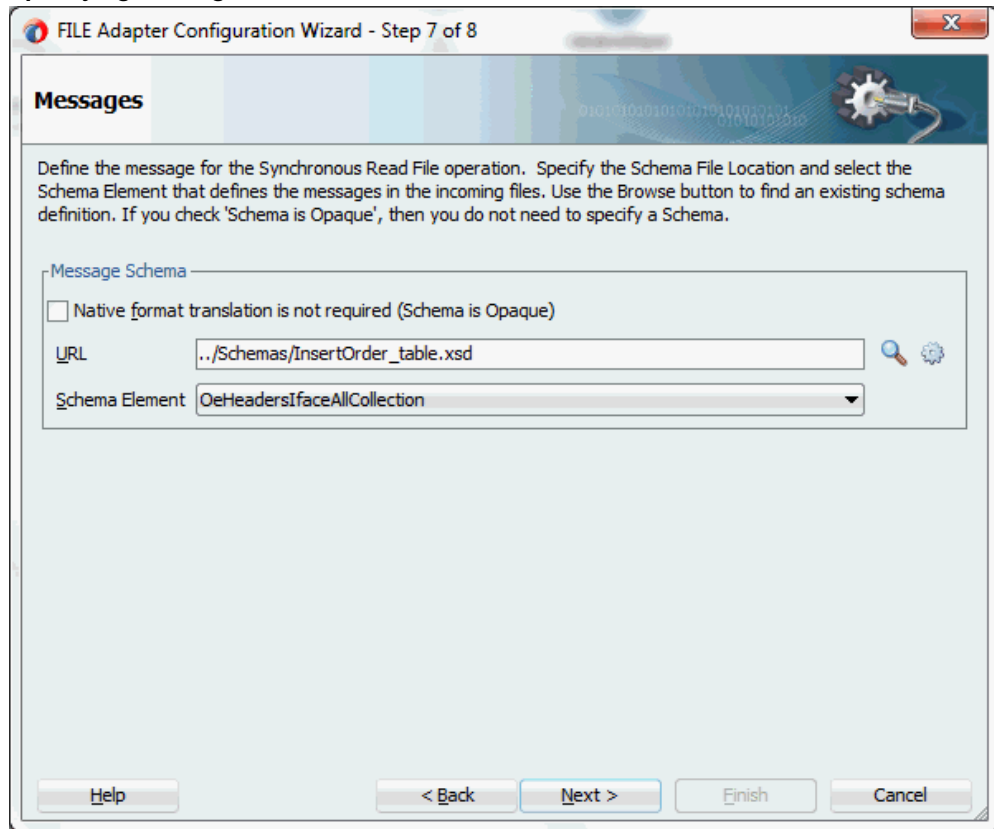 FILE Adapter Configuration Wizard - Step 7 of 8
Messages
Define the message for the Synchronous Read File operation.  Specify the Schema File Location and select the
Schema Element that defines the messages in the incoming files. Use the Browse button to find an existing schema
definition. If you check 'Schema is Opaque', then you do not need to specify a Schema.
Message Schema
Native format translation is not required (Schema is Opaque)
URL ../Schemas/InsertOrder_table.xsd
Schema Element OeHeadersIfaceAllCollection
Help < Back Next > Finish Cancel